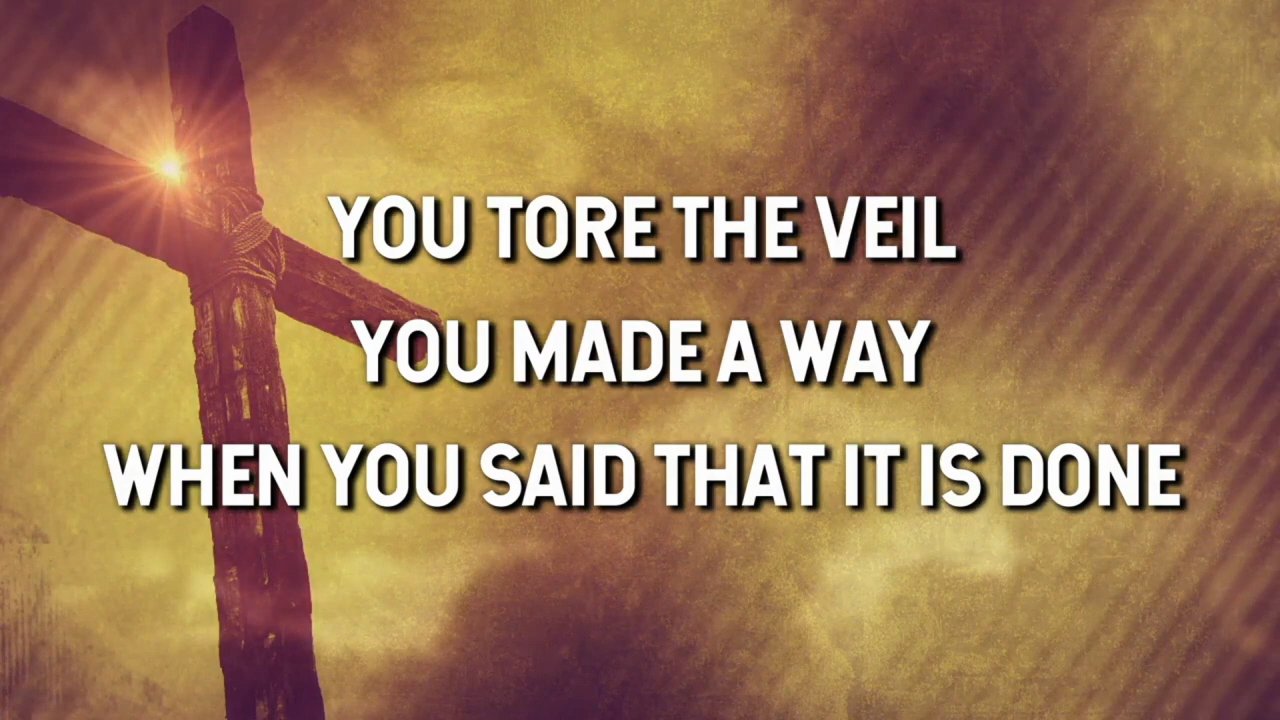 YOU TORE THE VEIL
YOU MADE A WAY
WHEN YOU SAID THAT IT IS DONE